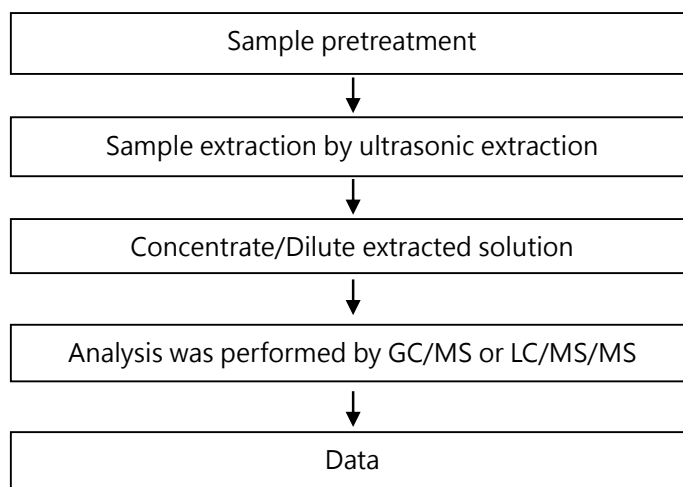 Sample pretreatment
Sample extraction by ultrasonic extraction
Concentrate/Dilute extracted solution
Analysis was performed by GC/MS or LC/MS/MS
Data